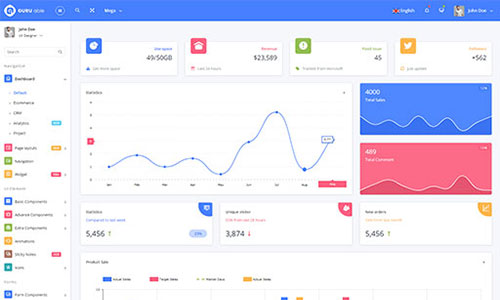 GURU able
Mega
English
John Doe
John Doe
UX Designer
Search
Navigation
Dashboard
Default
Ecommerce
CRM
Analytics
Project
Page layouts
Navigation
Widget
UI Element
Basic Components
Advance Components
Extra Components
Animations
Sticky Notes
Icons
Forms
Form Components
Use space
49/50GB
Get more space
Revenue
$23,589
Last 24 hours
Fixed issue
45
Tracked from microsoft
Followers
+562
Just update
Statistics
Jan
Feb
Mar
Apr
May
Jun
Jul
Aug
Sep
4000
Total Sales
489
Total Comment
Statistics
Compared to last week
5,456
Unique visitor
3,874
New orders
5,456
Product Sale
Actual Sales
Target Sales
Market Value
Actual Sales